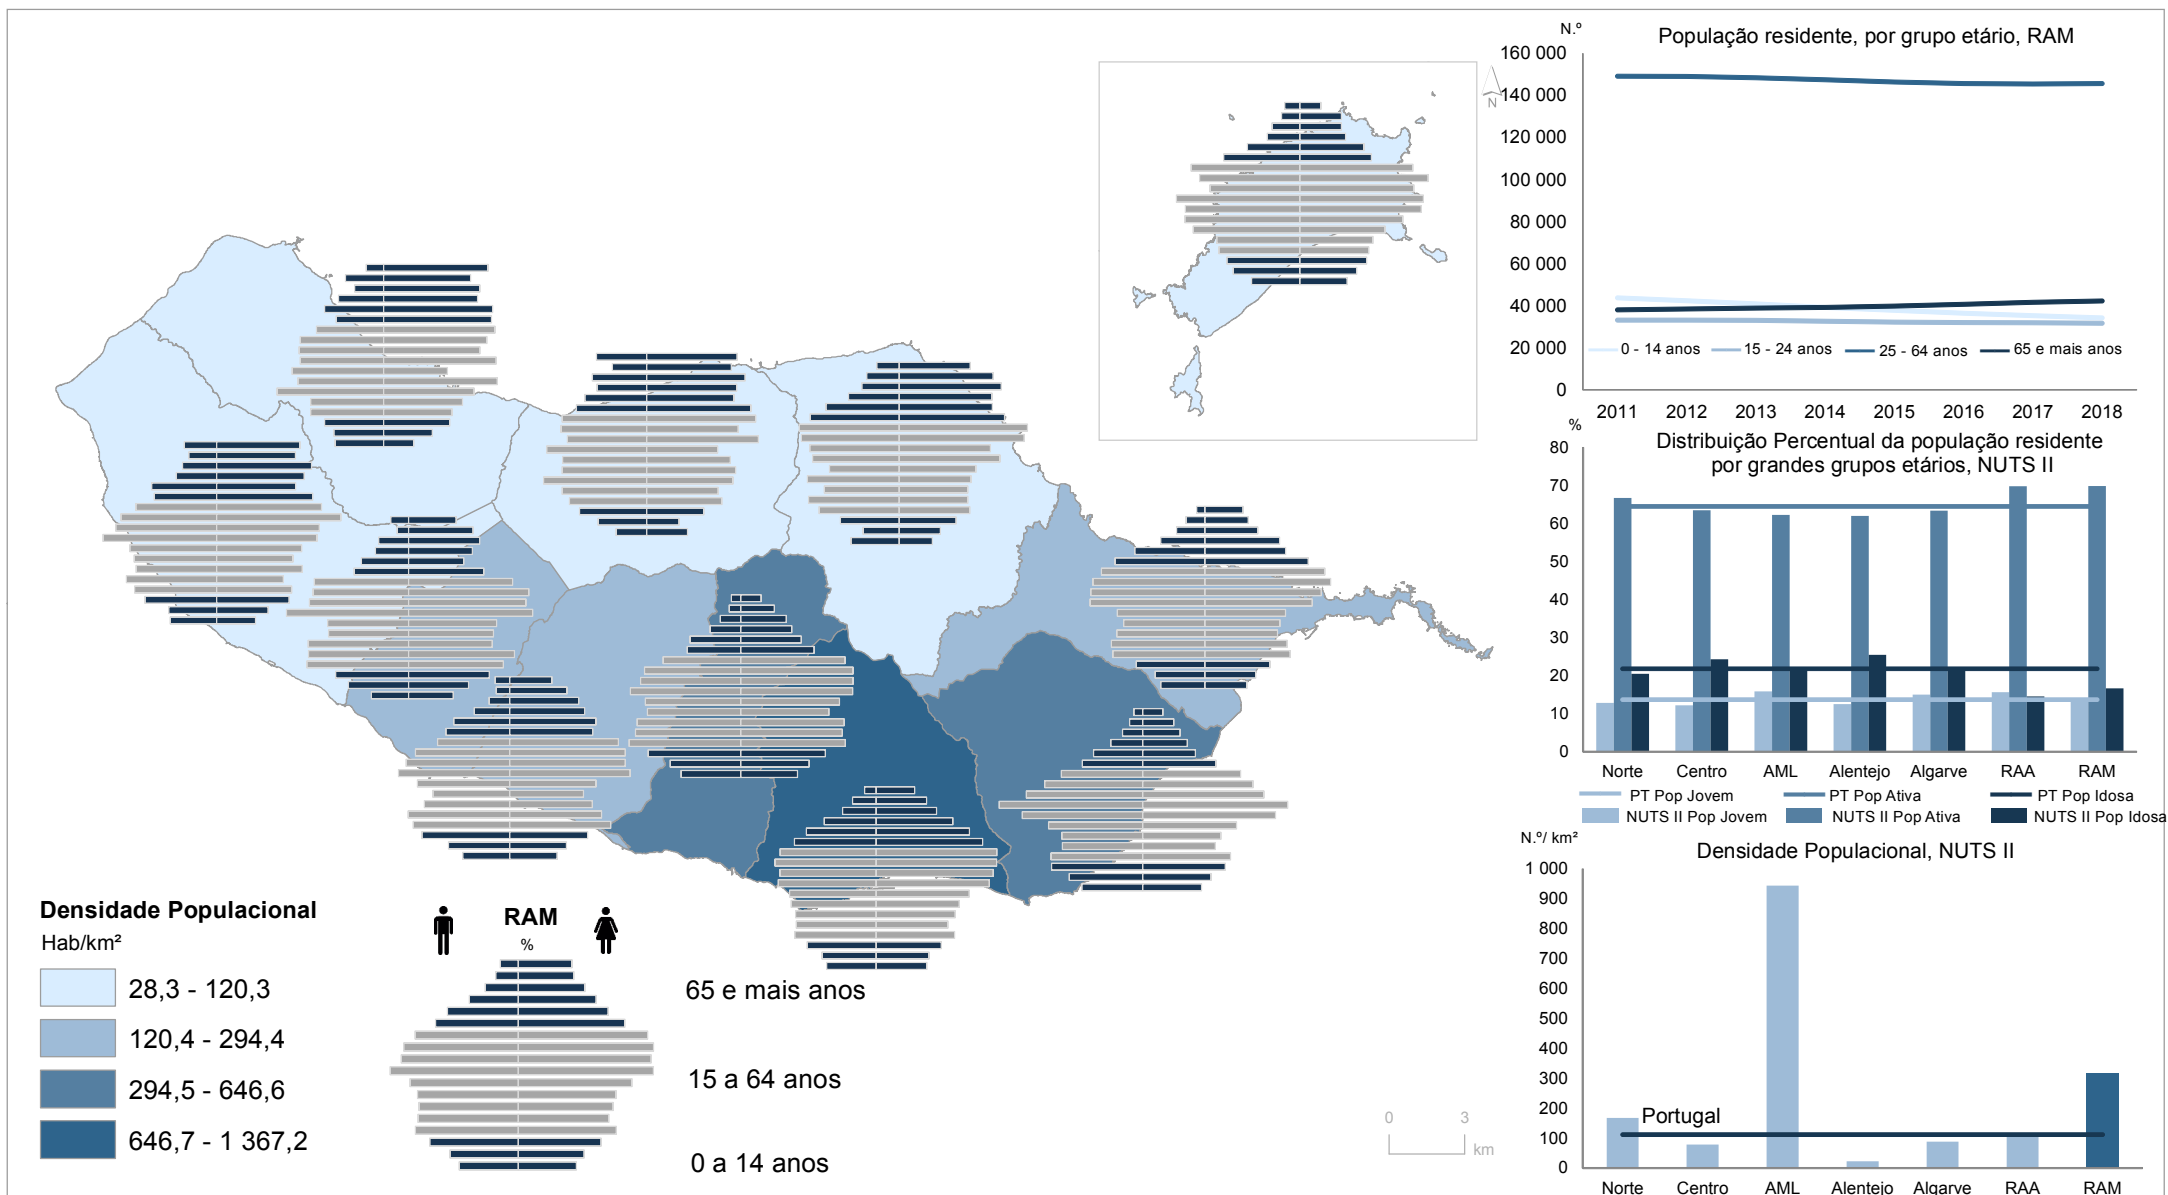 N.º
População residente, por grupo etário, RAM
160 000
140 000
120 000
100 000
80 000
60 000
40 000
20 000
0
0 - 14 anos
15 - 24 anos
25 - 64 anos
65 e mais anos
2011 2012 2013 2014 2015 2016 2017 2018
N
%
Distribuição Percentual da população residente
por grandes grupos etários, NUTS II
80
70
60
50
40
30
20
10
0
Norte Centro AML Alentejo Algarve RAA RAM
PT Pop Jovem PT Pop Ativa PT Pop Idosa
NUTS II Pop Jovem NUTS II Pop Ativa NUTS II Pop Idosa
N.º/ km²
Densidade Populacional, NUTS II
1 000
900
800
700
600
500
400
300
200
100
0
Portugal
Norte Centro AML Alentejo Algarve RAA RAM
Densidade Populacional
Hab/km²
28,3 - 120,3
120,4 - 294,4
294,5 - 646,6
646,7 - 1 367,2
RAM
%
65 e mais anos
15 a 64 anos
0 a 14 anos
0 3
km